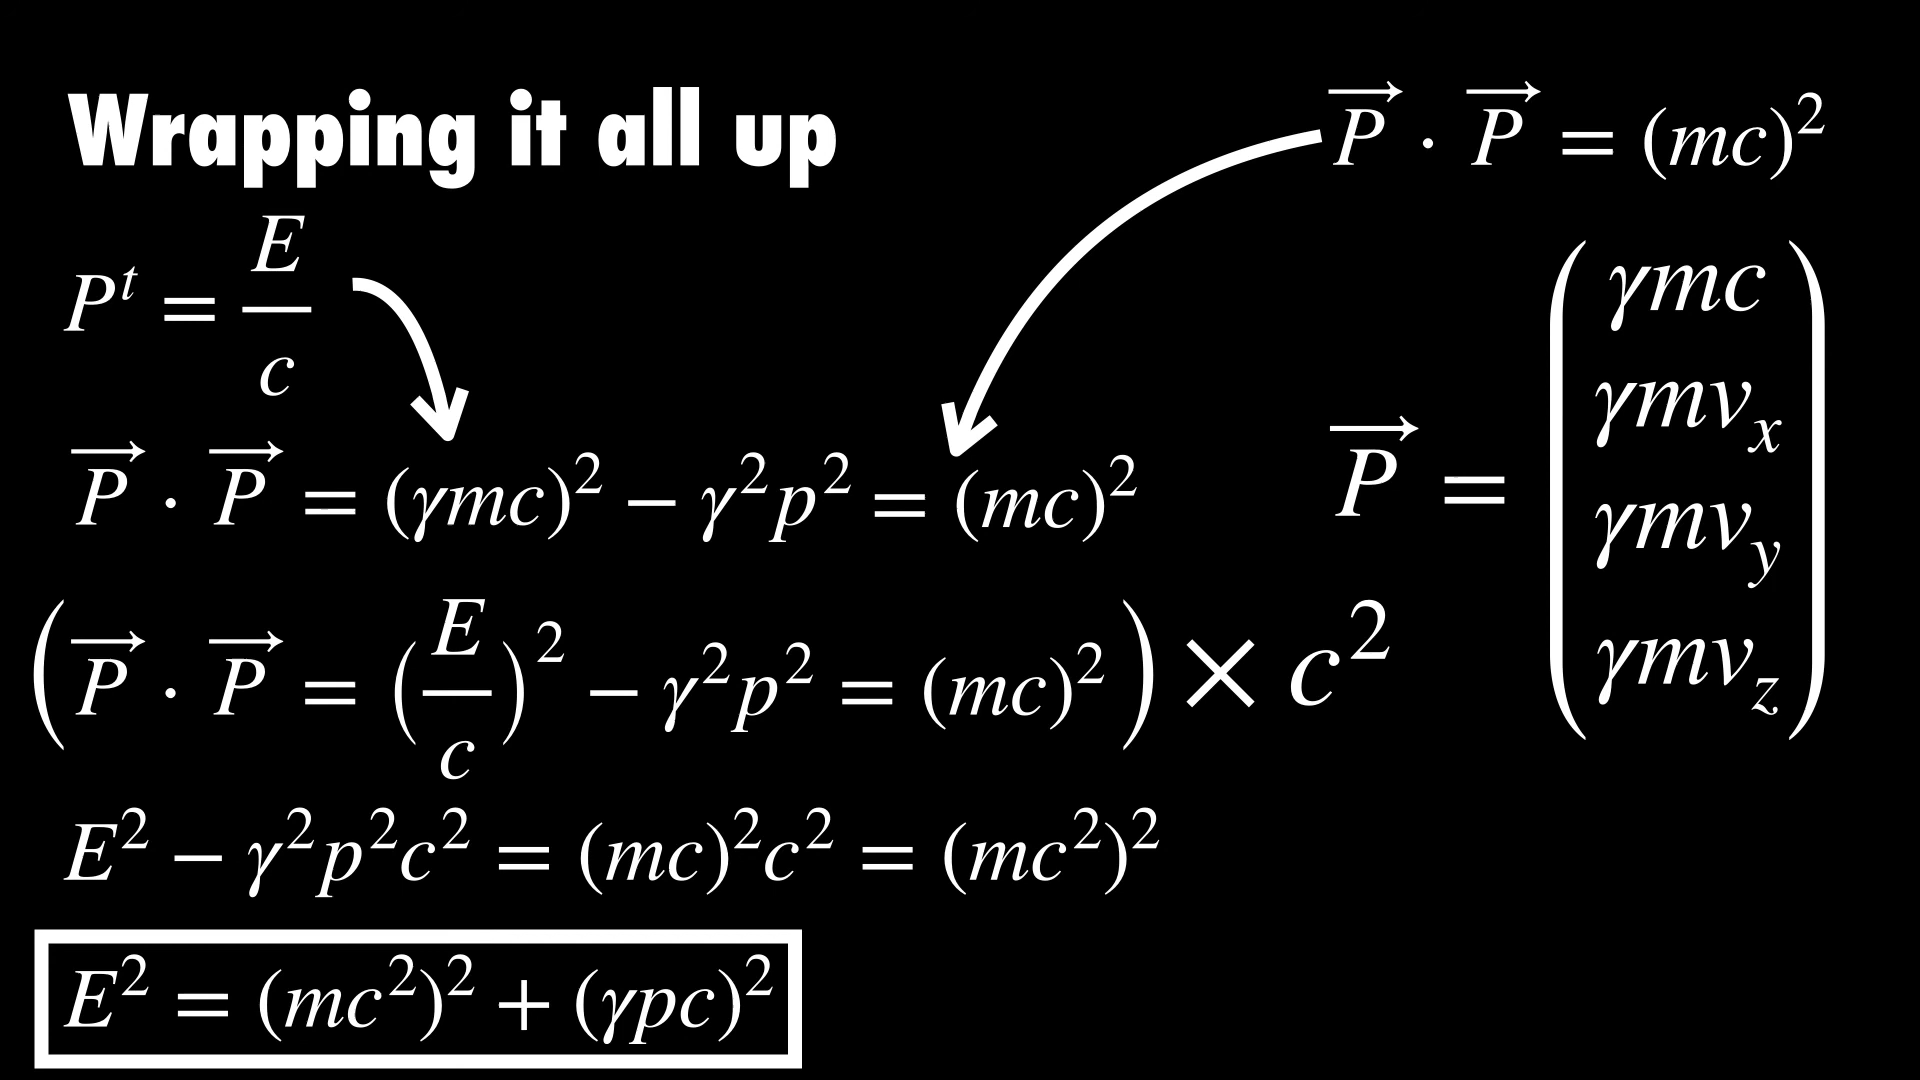 Wrapping it all up
P⃗ · P⃗ = (mc)²
Pᵗ = E/c
P⃗ · P⃗ = (γmc)² − γ²p² = (mc)²
P⃗ = (γmc
γmvₓ
γmv_y
γmv_z)
(P⃗ · P⃗ = (E/c)² − γ²p² = (mc)²) × c²
E² − γ²p²c² = (mc)²c² = (mc²)²
E² = (mc²)² + (γpc)²